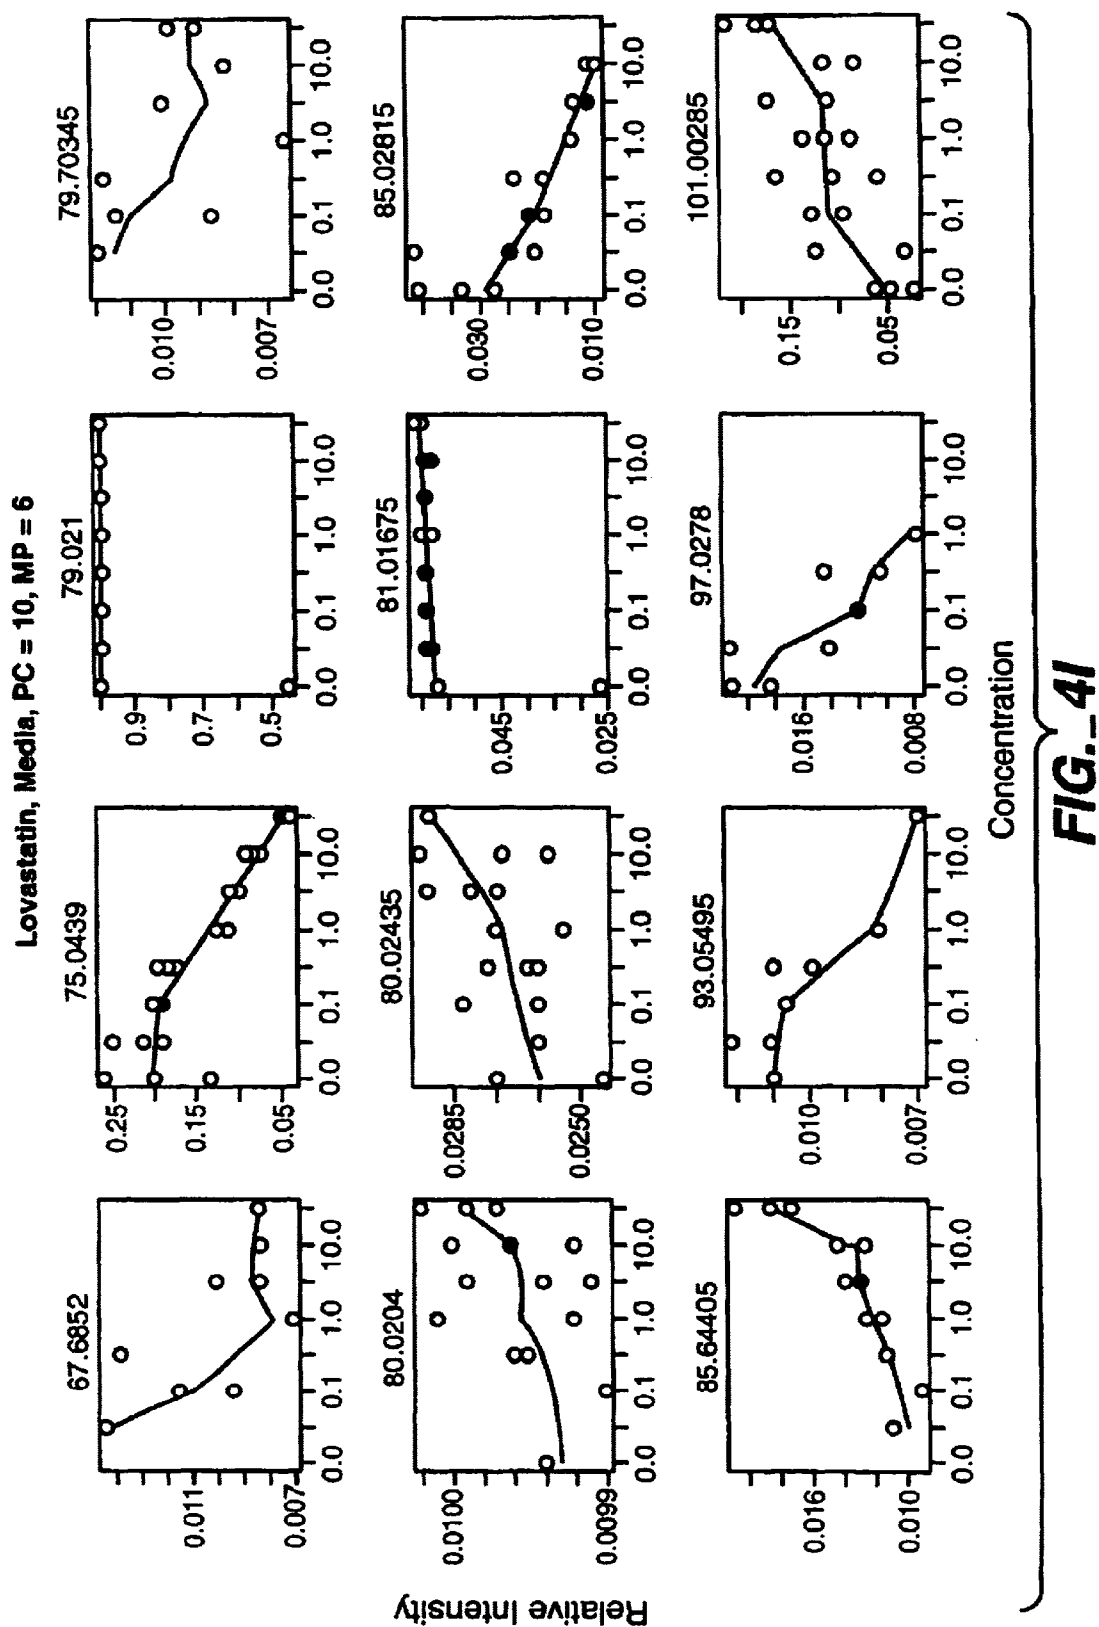 Lovastatin, Media, PC = 10, MP = 6
Relative Intensity
67.6852
0.011
0.007
0.0 0.1 1.0 10.0
75.0439
0.25
0.15
0.05
0.0 0.1 1.0 10.0
79.021
0.9
0.7
0.5
0.0 0.1 1.0 10.0
79.70345
0.010
0.007
0.0 0.1 1.0 10.0
80.0204
0.0100
0.0099
0.0 0.1 1.0 10.0
80.02435
0.0285
0.0250
0.0 0.1 1.0 10.0
81.01675
0.045
0.025
0.0 0.1 1.0 10.0
85.02815
0.030
0.010
0.0 0.1 1.0 10.0
85.64405
0.016
0.010
0.0 0.1 1.0 10.0
93.05495
0.010
0.007
0.0 0.1 1.0 10.0
97.0278
0.016
0.008
0.0 0.1 1.0 10.0
101.00285
0.15
0.05
0.0 0.1 1.0 10.0
Concentration
FIG._4I